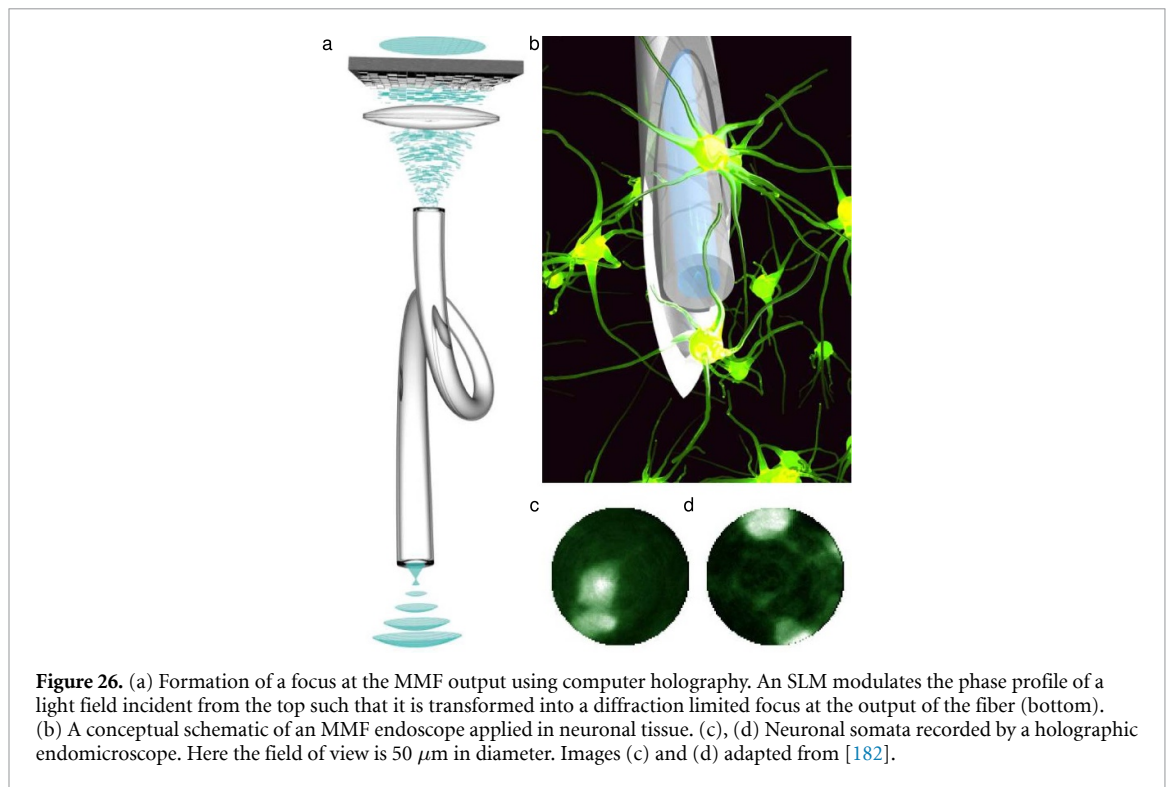 a
b
c
d
Figure 26. (a) Formation of a focus at the MMF output using computer holography. An SLM modulates the phase profile of a
light field incident from the top such that it is transformed into a diffraction limited focus at the output of the fiber (bottom).
(b) A conceptual schematic of an MMF endoscope applied in neuronal tissue. (c), (d) Neuronal somata recorded by a holographic
endomicroscope. Here the field of view is 50 μm in diameter. Images (c) and (d) adapted from [182].